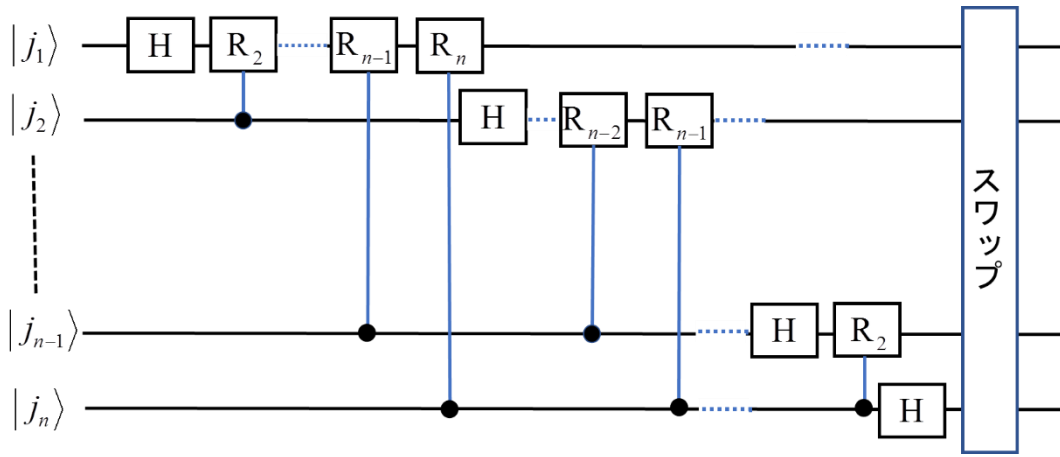 |j₁⟩ H R₂ Rₙ₋₁ Rₙ
|j₂⟩ H Rₙ₋₂ Rₙ₋₁
|jₙ₋₁⟩ H R₂
|jₙ⟩ H
スワップ